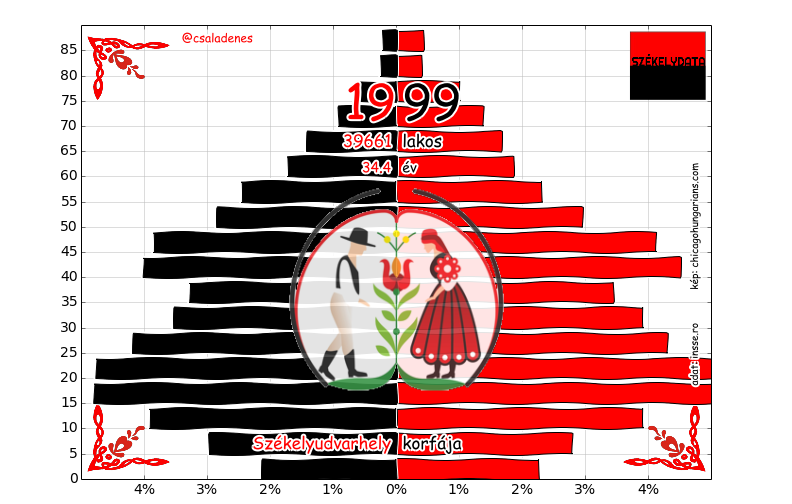 @csaladenes
SZÉKELYDATA
1999
39661 lakos
34.4 év
kép: chicagohungarians.com
adat: insse.ro
Székelyudvarhely korfája
85
80
75
70
65
60
55
50
45
40
35
30
25
20
15
10
5
0
4% 3% 2% 1% 0% 1% 2% 3% 4%